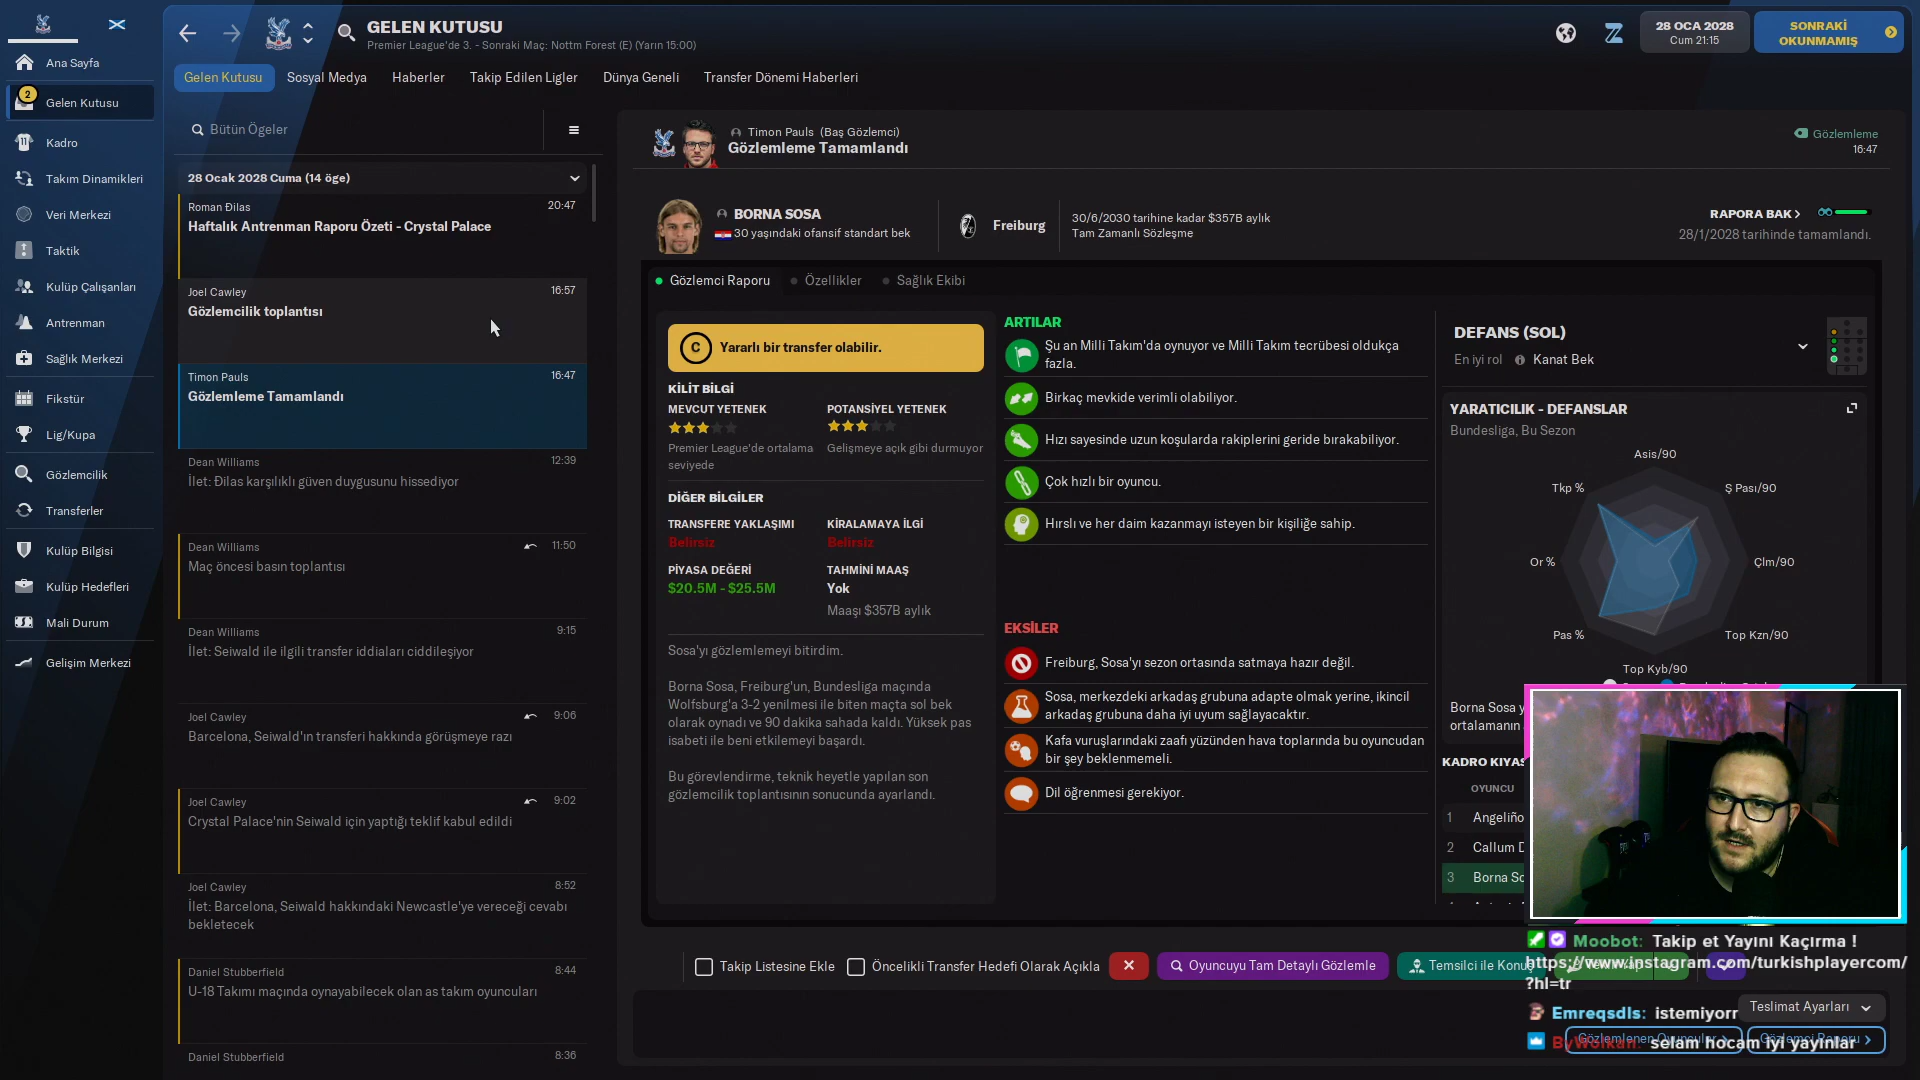 GELEN KUTUSU
Premier League'de 3. - Sonraki Maç: Nottm Forest (E) (Yarın 15:00)
28 OCA 2028
Cum 21:15
SONRAKİ
OKUNMAMIŞ
Ana Sayfa
2
Gelen Kutusu
Kadro
Takım Dinamikleri
Veri Merkezi
Taktik
Kulüp Çalışanları
Antrenman
Sağlık Merkezi
Fikstür
Lig/Kupa
Gözlemcilik
Transferler
Kulüp Bilgisi
Kulüp Hedefleri
Mali Durum
Gelişim Merkezi
Gelen Kutusu
Sosyal Medya
Haberler
Takip Edilen Ligler
Dünya Geneli
Transfer Dönemi Haberleri
Bütün Ögeler
28 Ocak 2028 Cuma (14 öge)
Roman Đilas
20:47
Haftalık Antrenman Raporu Özeti - Crystal Palace
Joel Cawley
16:57
Gözlemcilik toplantısı
Timon Pauls
16:47
Gözlemleme Tamamlandı
Dean Williams
12:39
İlet: Đilas karşılıklı güven duygusunu hissediyor
Dean Williams
11:50
Maç öncesi basın toplantısı
Dean Williams
9:15
İlet: Seiwald ile ilgili transfer iddiaları ciddileşiyor
Joel Cawley
9:06
Barcelona, Seiwald'ın transferi hakkında görüşmeye razı
Joel Cawley
9:02
Crystal Palace'nin Seiwald için yaptığı teklif kabul edildi
Joel Cawley
8:52
İlet: Barcelona, Seiwald hakkındaki Newcastle'ye vereceği cevabı
bekletecek
Daniel Stubberfield
8:44
U-18 Takımı maçında oynayabilecek olan as takım oyuncuları
Daniel Stubberfield
8:36
Timon Pauls (Baş Gözlemci)
Gözlemleme Tamamlandı
Gözlemleme
16:47
BORNA SOSA
30 yaşındaki ofansif standart bek
Freiburg
30/6/2030 tarihine kadar $357B aylık
Tam Zamanlı Sözleşme
RAPORA BAK
28/1/2028 tarihinde tamamlandı.
Gözlemci Raporu
Özellikler
Sağlık Ekibi
C
Yararlı bir transfer olabilir.
KİLİT BİLGİ
MEVCUT YETENEK
POTANSİYEL YETENEK
Premier League'de ortalama
seviyede
Gelişmeye açık gibi durmuyor
DİĞER BİLGİLER
TRANSFERE YAKLAŞIMI
KİRALAMAYA İLGİ
Belirsiz
Belirsiz
PİYASA DEĞERİ
TAHMİNİ MAAŞ
$20.5M - $25.5M
Yok
Maaşı $357B aylık
Sosa'yı gözlemlemeyi bitirdim.
Borna Sosa, Freiburg'un, Bundesliga maçında
Wolfsburg'a 3-2 yenilmesi ile biten maçta sol bek
olarak oynadı ve 90 dakika sahada kaldı. Yüksek pas
isabeti ile beni etkilemeyi başardı.
Bu görevlendirme, teknik heyetle yapılan son
gözlemcilik toplantısının sonucunda ayarlandı.
ARTILAR
Şu an Milli Takım'da oynuyor ve Milli Takım tecrübesi oldukça
fazla.
Birkaç mevkide verimli olabiliyor.
Hızı sayesinde uzun koşularda rakiplerini geride bırakabiliyor.
Çok hızlı bir oyuncu.
Hırslı ve her daim kazanmayı isteyen bir kişiliğe sahip.
EKSİLER
Freiburg, Sosa'yı sezon ortasında satmaya hazır değil.
Sosa, merkezdeki arkadaş grubuna adapte olmak yerine, ikincil
arkadaş grubuna daha iyi uyum sağlayacaktır.
Kafa vuruşlarındaki zaafı yüzünden hava toplarında bu oyuncudan
bir şey beklenmemeli.
Dil öğrenmesi gerekiyor.
DEFANS (SOL)
En iyi rol
Kanat Bek
YARATICILIK - DEFANSLAR
Bundesliga, Bu Sezon
Asis/90
Tkp %
Ş Pası/90
Or %
Çlm/90
Pas %
Top Kzn/90
Top Kyb/90
Borna Sosa y
ortalamanın
KADRO KIYAS
OYUNCU
1 Angeliño
2 Callum D
3 Borna So
Takip Listesine Ekle
Öncelikli Transfer Hedefi Olarak Açıkla
Oyuncuyu Tam Detaylı Gözlemle
Temsilci ile Konuş
Moobot: Takip et Yayını Kaçırma !
https://www.instagram.com/turkishplayercom/
?hl=tr
Emreqsdls: istemiyorr
Teslimat Ayarları
Gözlemlenen Oyuncular
Gözlemci Raporu
ByVolkan: selam hocam iyi yayınlar